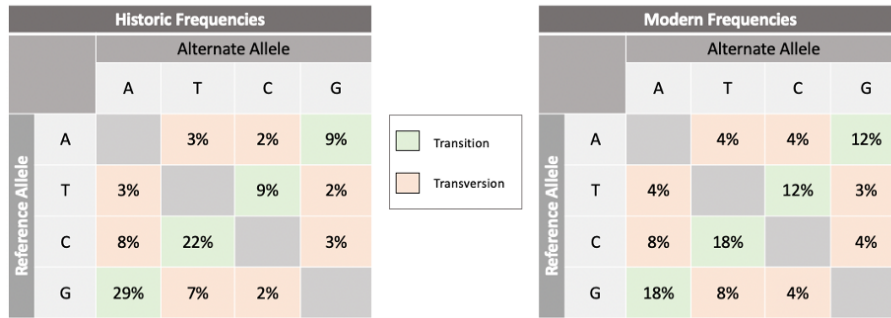 Historic Frequencies
Alternate Allele
A T C G
Reference Allele
A 3% 2% 9%
T 3% 9% 2%
C 8% 22% 3%
G 29% 7% 2%
Transition
Transversion
Modern Frequencies
Alternate Allele
A T C G
Reference Allele
A 4% 4% 12%
T 4% 12% 3%
C 8% 18% 4%
G 18% 8% 4%